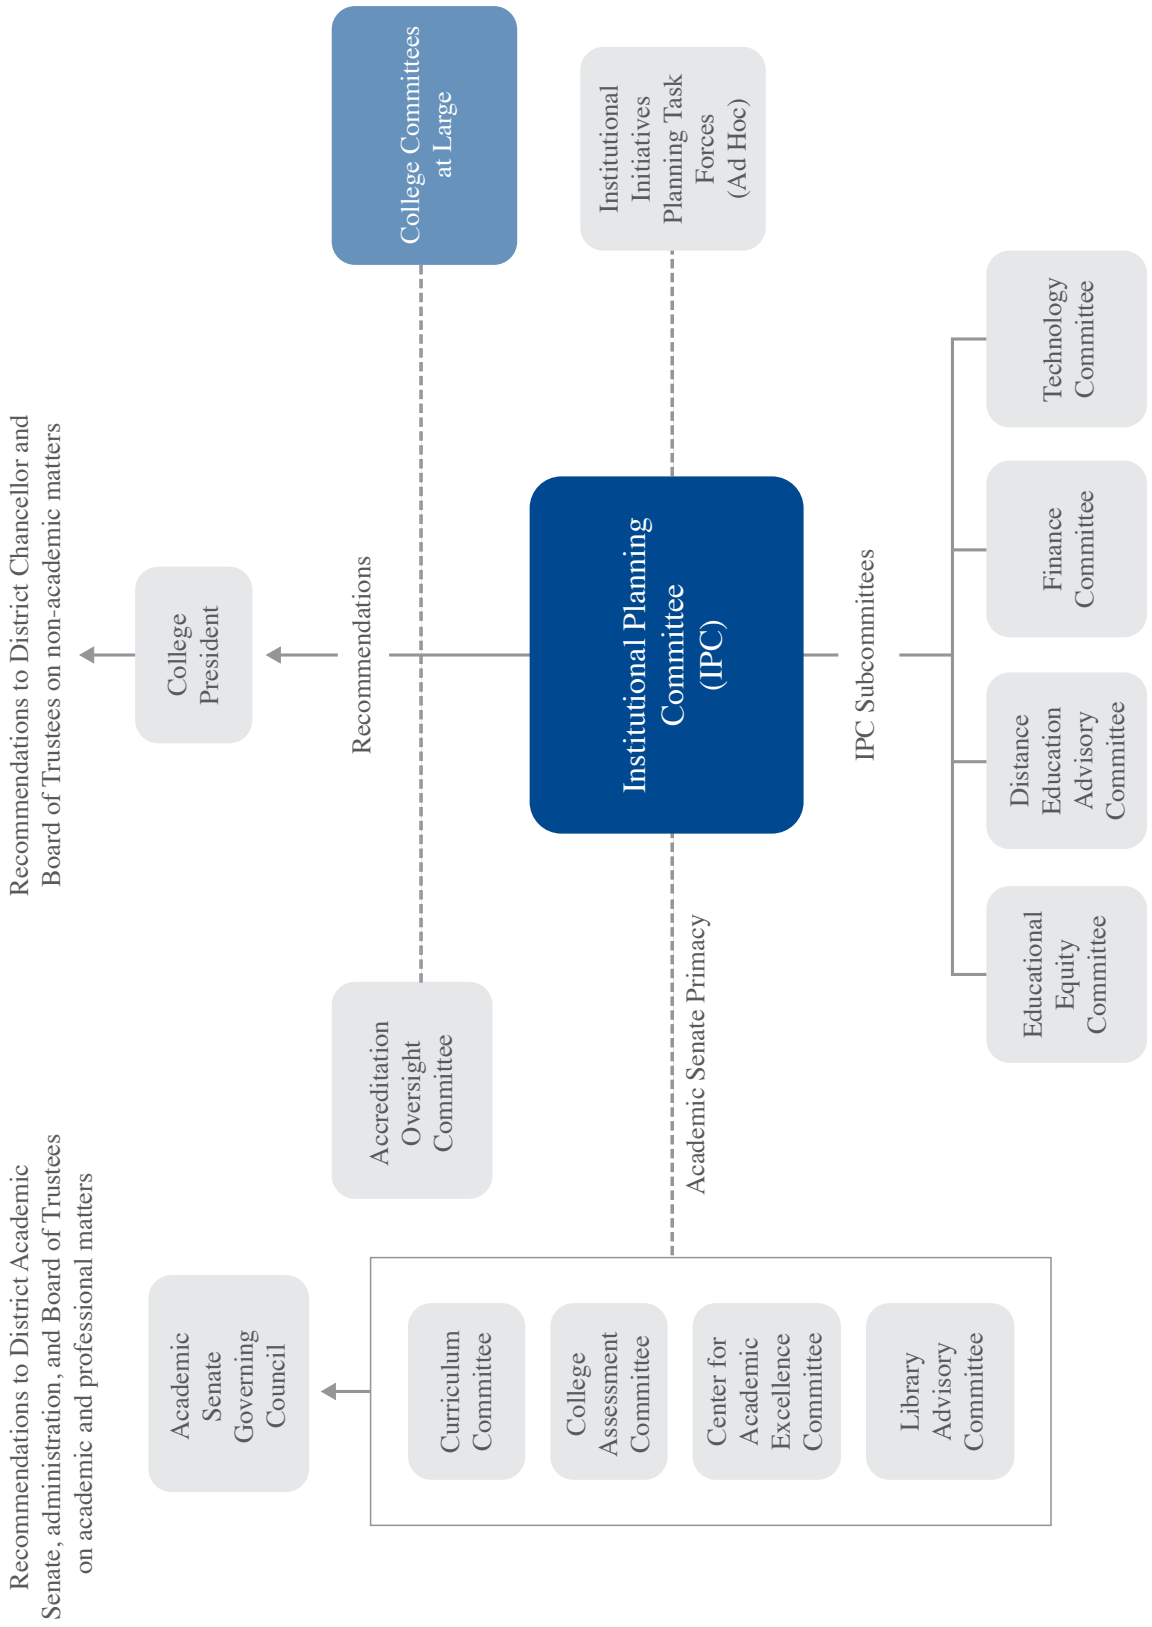 Recommendations to District Academic
Senate, administration, and Board of Trustees
on academic and professional matters
Recommendations to District Chancellor and
Board of Trustees on non-academic matters
Academic
Senate
Governing
Council
College
President
Recommendations
Accreditation
Oversight
Committee
College Committees
at Large
Curriculum
Committee
College
Assessment
Committee
Center for
Academic
Excellence
Committee
Library
Advisory
Committee
Academic Senate Primacy
Institutional Planning
Committee
(IPC)
Institutional
Initiatives
Planning Task
Forces
(Ad Hoc)
IPC Subcommittees
Educational
Equity
Committee
Distance
Education
Advisory
Committee
Finance
Committee
Technology
Committee